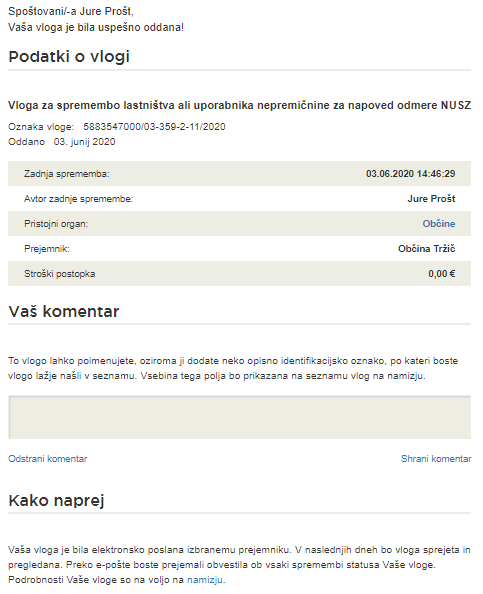 Spoštovani/-a Jure Prošt,
Vaša vloga je bila uspešno oddana!
Podatki o vlogi
Vloga za spremembo lastništva ali uporabnika nepremičnine za napoved odmere NUSZ
Oznaka vloge: 5883547000/03-359-2-11/2020
Oddano 03. junij 2020
Zadnja sprememba: 03.06.2020 14:46:29
Avtor zadnje spremembe: Jure Prošt
Pristojni organ: Občine
Prejemnik: Občina Tržič
Stroški postopka 0,00 €
Vaš komentar
To vlogo lahko poimenujete, oziroma ji dodate neko opisno identifikacijsko oznako, po kateri boste
vlogo lažje našli v seznamu. Vsebina tega polja bo prikazana na seznamu vlog na namizju.
Odstrani komentar Shrani komentar
Kako naprej
Vaša vloga je bila elektronsko poslana izbranemu prejemniku. V naslednjih dneh bo vloga sprejeta in
pregledana. Preko e-pošte boste prejemali obvestila ob vsaki spremembi statusa Vaše vloge.
Podrobnosti Vaše vloge so na voljo na namizju.